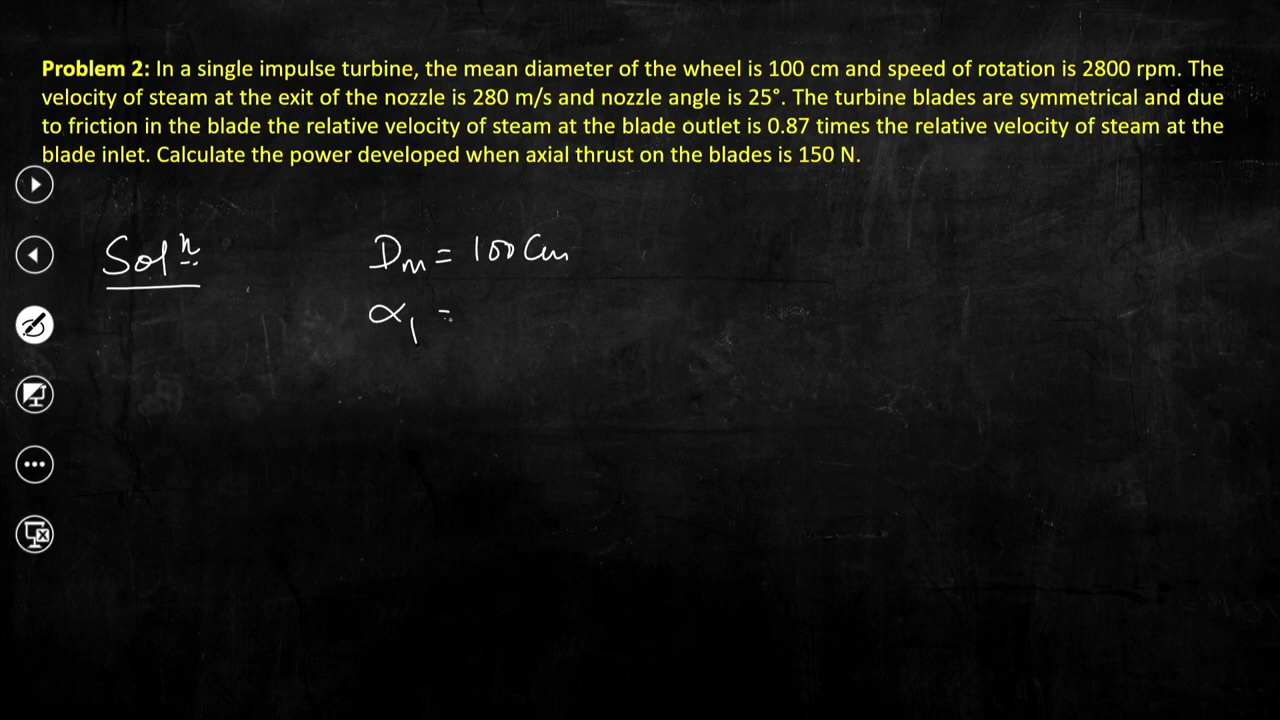 Problem 2: In a single impulse turbine, the mean diameter of the wheel is 100 cm and speed of rotation is 2800 rpm. The
velocity of steam at the exit of the nozzle is 280 m/s and nozzle angle is 25°. The turbine blades are symmetrical and due
to friction in the blade the relative velocity of steam at the blade outlet is 0.87 times the relative velocity of steam at the
blade inlet. Calculate the power developed when axial thrust on the blades is 150 N.
Solⁿ Dm = 100 Cm
α₁ =